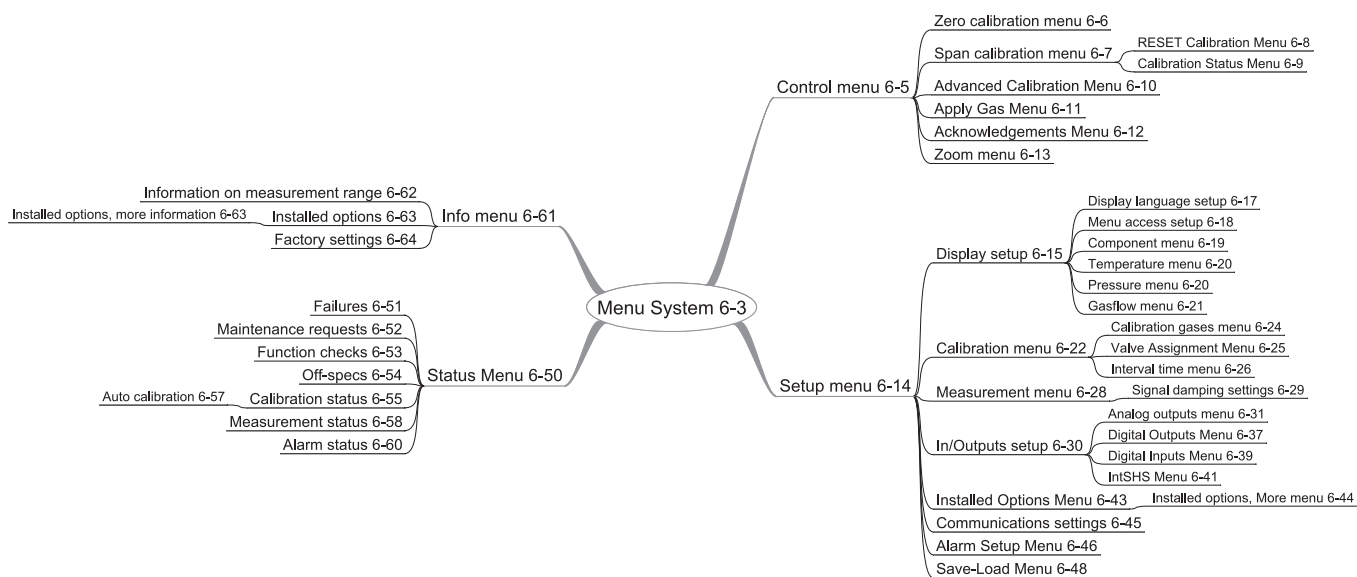 Menu System 6-3
Control menu 6-5
Zero calibration menu 6-6
Span calibration menu 6-7
RESET Calibration Menu 6-8
Calibration Status Menu 6-9
Advanced Calibration Menu 6-10
Apply Gas Menu 6-11
Acknowledgements Menu 6-12
Zoom menu 6-13
Setup menu 6-14
Display setup 6-15
Display language setup 6-17
Menu access setup 6-18
Component menu 6-19
Temperature menu 6-20
Pressure menu 6-20
Gasflow menu 6-21
Calibration menu 6-22
Calibration gases menu 6-24
Valve Assignment Menu 6-25
Interval time menu 6-26
Measurement menu 6-28
Signal damping settings 6-29
In/Outputs setup 6-30
Analog outputs menu 6-31
Digital Outputs Menu 6-37
Digital Inputs Menu 6-39
IntSHS Menu 6-41
Installed Options Menu 6-43
Installed options, More menu 6-44
Communications settings 6-45
Alarm Setup Menu 6-46
Save-Load Menu 6-48
Status Menu 6-50
Failures 6-51
Maintenance requests 6-52
Function checks 6-53
Off-specs 6-54
Calibration status 6-55
Auto calibration 6-57
Measurement status 6-58
Alarm status 6-60
Info menu 6-61
Information on measurement range 6-62
Installed options 6-63
Installed options, more information 6-63
Factory settings 6-64